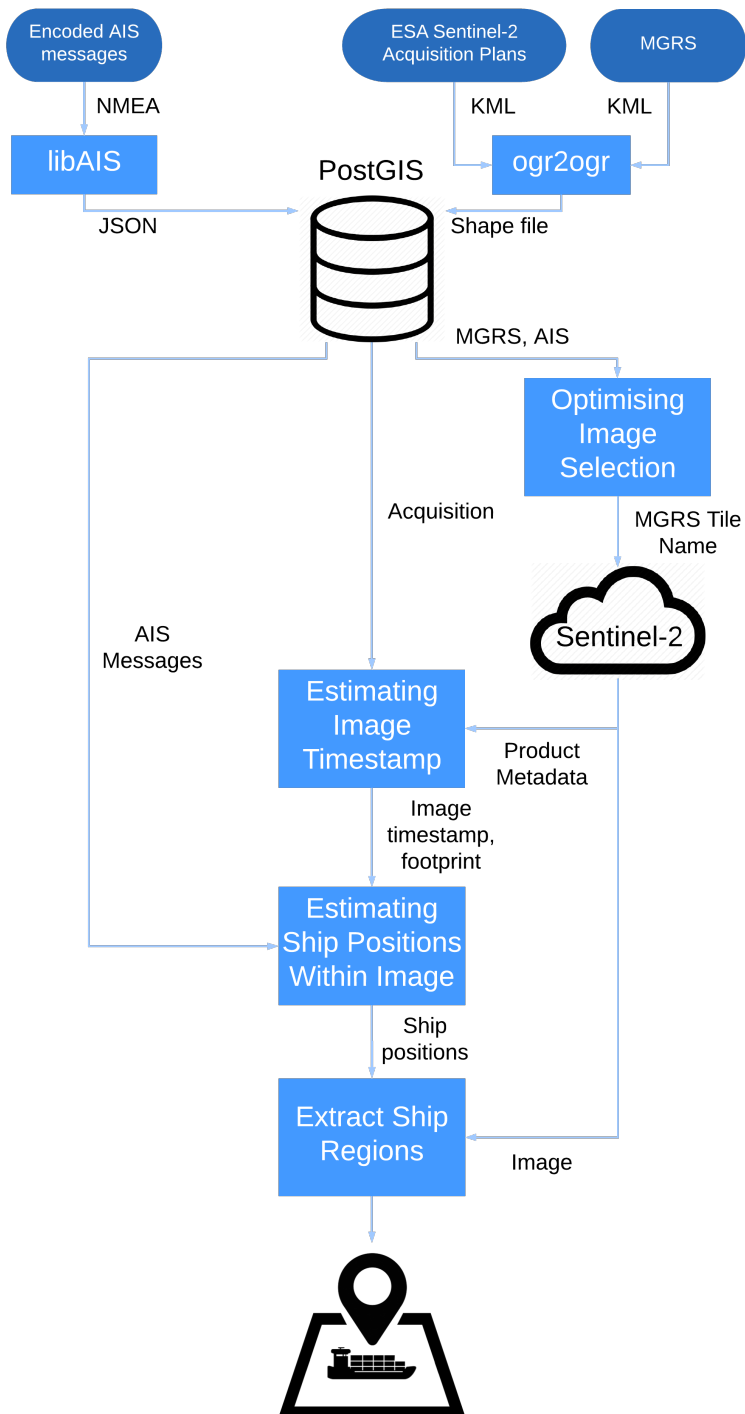 Encoded AIS
messages
ESA Sentinel-2
Acquisition Plans
MGRS
NMEA
KML
KML
libAIS
ogr2ogr
PostGIS
JSON
Shape file
MGRS, AIS
Optimising
Image
Selection
Acquisition
MGRS Tile
Name
AIS
Messages
Sentinel-2
Estimating
Image
Timestamp
Product
Metadada
Image
timestamp,
footprint
Estimating
Ship Positions
Within Image
Ship
positions
Extract Ship
Regions
Image